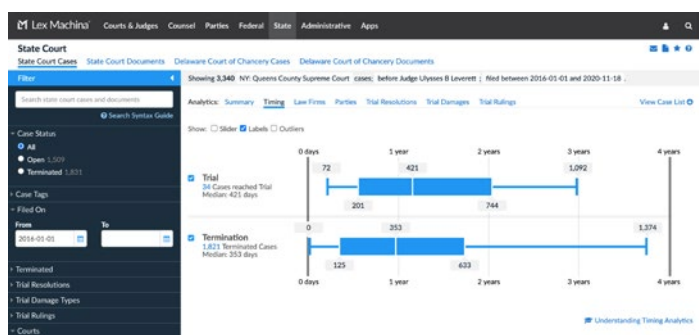 Lex Machina Courts & Judges Counsel Parties Federal State Administrative Apps
State Court
State Court Cases State Court Documents Delaware Court of Chancery Cases Delaware Court of Chancery Documents
Filter
Showing 3,340 NY: Queens County Supreme Court cases; before Judge Ulysses B Leverett ; filed between 2016-01-01 and 2020-11-18 .
Search state court cases and documents
Search Syntax Guide
Analytics: Summary Timing Law Firms Parties Trial Resolutions Trial Damages Trial Rulings View Case List
Show: Slider Labels Outliers
Case Status
All
Open 1,509
Terminated 1,831
Case Tags
Filed On
From To
2016-01-01
Terminated
Trial Resolutions
Trial Damage Types
Trial Rulings
Courts
0 days 1 year 2 years 3 years 4 years
72 421 1,092
Trial
34 Cases reached Trial
Median: 421 days
201 744
0 353 1,374
Termination
1,821 Terminated Cases
Median: 353 days
125 633
0 days 1 year 2 years 3 years 4 years
Understanding Timing Analytics